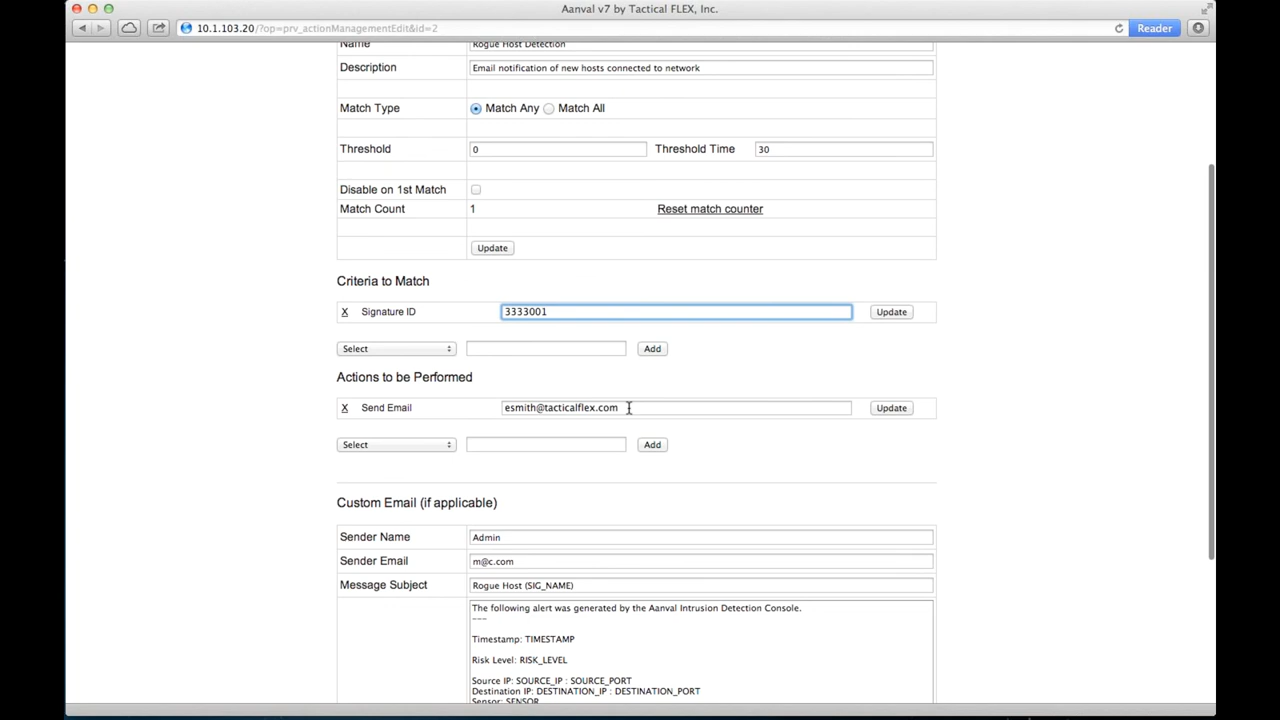 Aanval v7 by Tactical FLEX, Inc.
10.1.103.20/?op=prv_actionManagementEdit&id=2
Reader
Name Rogue Host Detection
Description Email notification of new hosts connected to network
Match Type Match Any Match All
Threshold 0 Threshold Time 30
Disable on 1st Match
Match Count 1 Reset match counter
Update
Criteria to Match
X Signature ID 3333001 Update
Select Add
Actions to be Performed
X Send Email esmith@tacticalflex.com Update
Select Add
Custom Email (if applicable)
Sender Name Admin
Sender Email m@c.com
Message Subject Rogue Host (SIG_NAME)
The following alert was generated by the Aanval Intrusion Detection Console.
---
Timestamp: TIMESTAMP
Risk Level: RISK_LEVEL
Source IP: SOURCE_IP : SOURCE_PORT
Destination IP: DESTINATION_IP : DESTINATION_PORT
Sensor: SENSOR